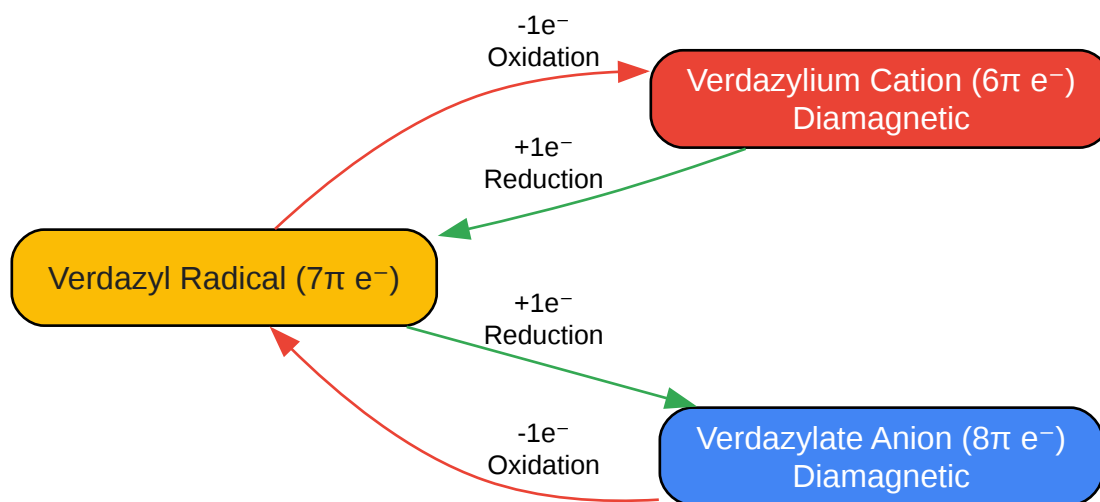 -1e⁻
Oxidation
Verdazylium Cation (6π e⁻)
Diamagnetic
+1e⁻
Reduction
Verdazyl Radical (7π e⁻)
+1e⁻
Reduction
Verdazylate Anion (8π e⁻)
Diamagnetic
-1e⁻
Oxidation